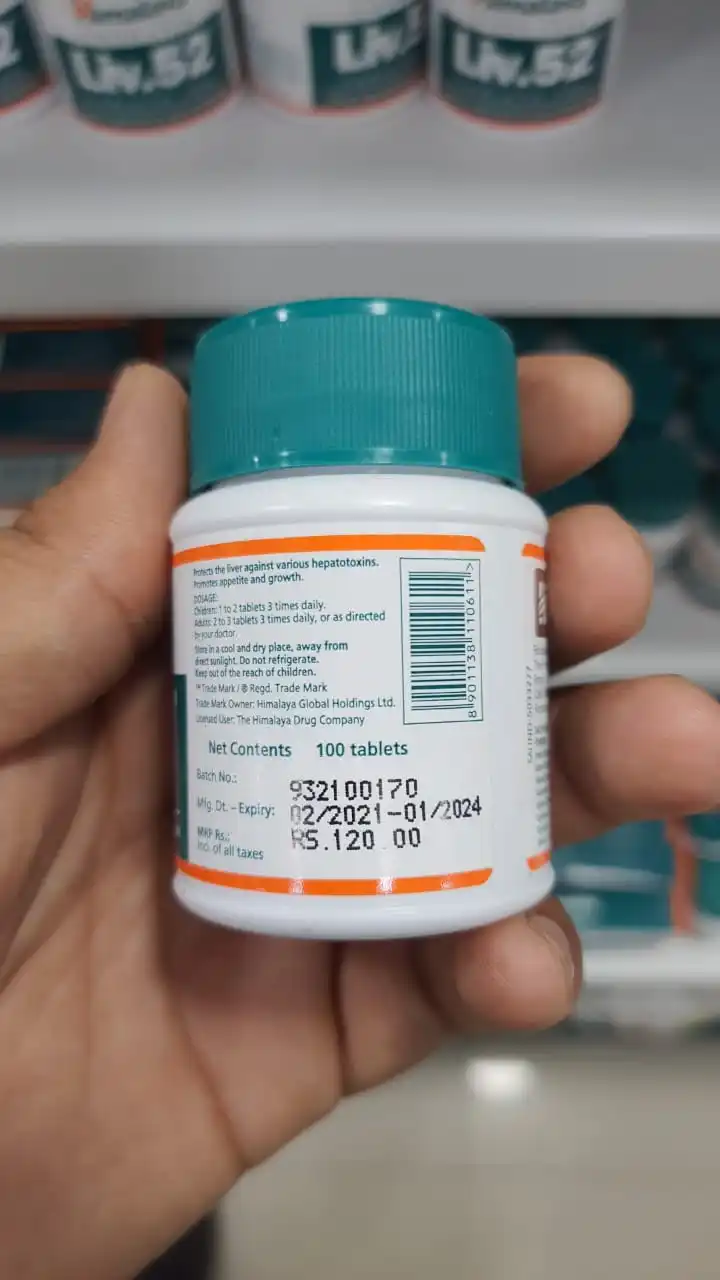 Liv.52
Liv.52
Protects the liver against various hepatotoxins.
Promotes appetite and growth.
DOSAGE:
Children: 1 to 2 tablets 3 times daily.
Adults: 2 to 3 tablets 3 times daily, or as directed
by your doctor.
Store in a cool and dry place, away from
direct sunlight. Do not refrigerate.
Keep out of the reach of children.
™ Trade Mark / ® Regd. Trade Mark
Trade Mark Owner: Himalaya Global Holdings Ltd.
Licensed User: The Himalaya Drug Company
8 901138 110611 >
Net Contents 100 tablets
Batch No.: 932100170
Mfg. Dt. – Expiry: 02/2021-01/2024
MRP Rs.: RS.120.00
Incl. of all taxes